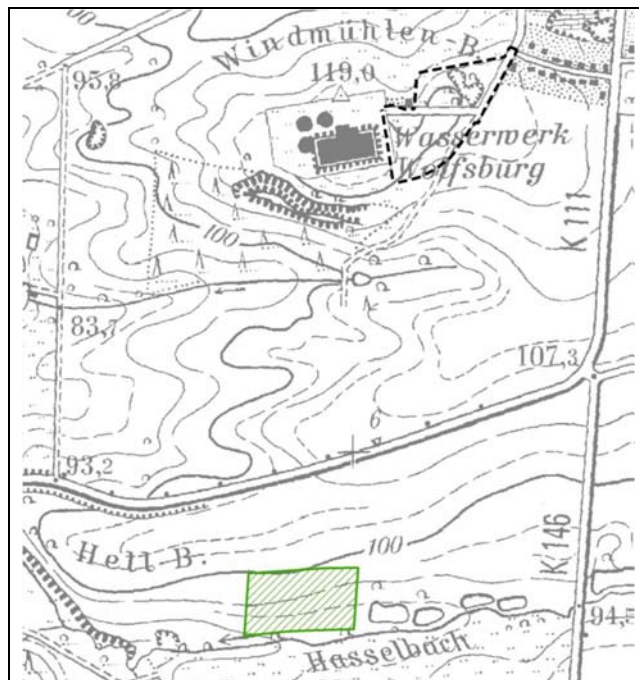 100
Windmühlen-B.
95,8
119,0
Wasserwerk
Wolfsburg
K 111
100
83,7
107,3
6
93,2
Hell B.
100
K 146
94,
Hasselbach